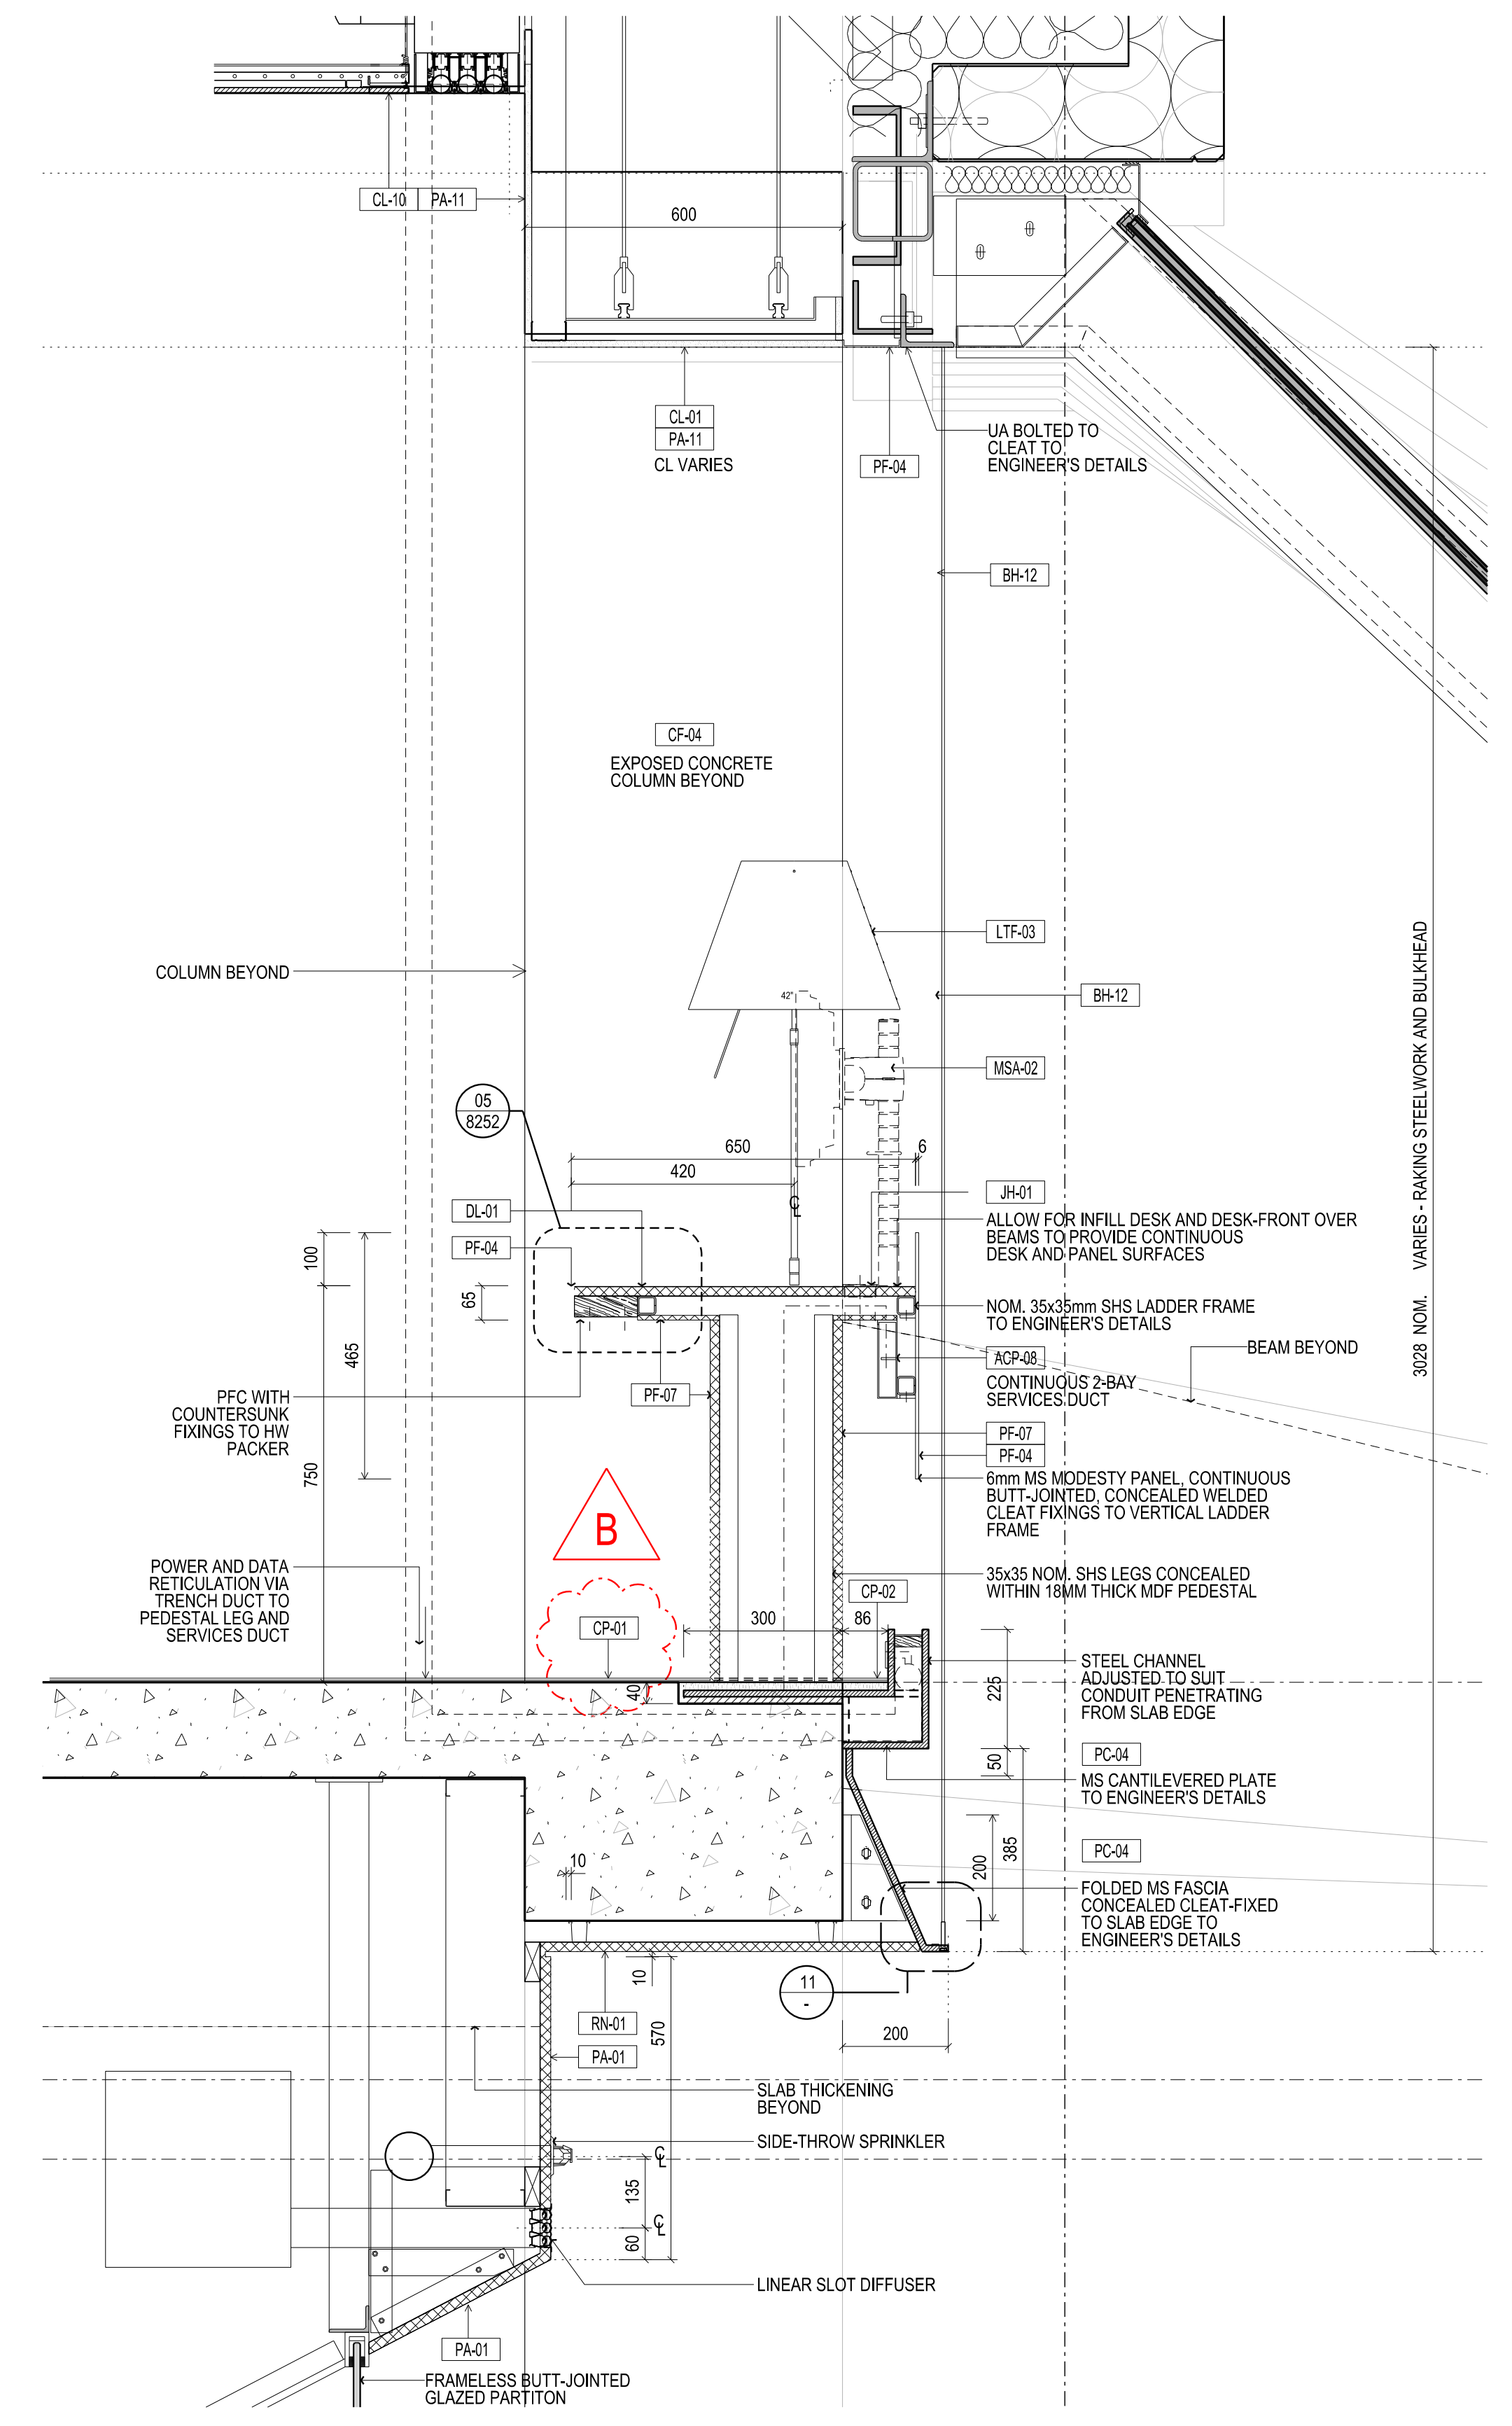 CL-10 PA-11
600
CL-01
PA-11
CL VARIES
PF-04
UA BOLTED TO
CLEAT TO
ENGINEER'S DETAILS
BH-12
CF-04
EXPOSED CONCRETE
COLUMN BEYOND
LTF-03
COLUMN BEYOND
42"
BH-12
MSA-02
3028 NOM. VARIES - RAKING STEELWORK AND BULKHEAD
05
8252
650
6
420
C
L
JH-01
DL-01
ALLOW FOR INFILL DESK AND DESK-FRONT OVER
BEAMS TO PROVIDE CONTINUOUS
DESK AND PANEL SURFACES
PF-04
100
65
465
NOM. 35x35mm SHS LADDER FRAME
TO ENGINEER'S DETAILS
BEAM BEYOND
ACP-08
CONTINUOUS 2-BAY
SERVICES DUCT
PF-07
PFC WITH
COUNTERSUNK
FIXINGS TO HW
PACKER
PF-07
PF-04
750
6mm MS MODESTY PANEL, CONTINUOUS
BUTT-JOINTED, CONCEALED WELDED
CLEAT FIXINGS TO VERTICAL LADDER
FRAME
B
POWER AND DATA
RETICULATION VIA
TRENCH DUCT TO
PEDESTAL LEG AND
SERVICES DUCT
35x35 NOM. SHS LEGS CONCEALED
WITHIN 18MM THICK MDF PEDESTAL
CP-02
CP-01
300
86
STEEL CHANNEL
ADJUSTED TO SUIT
CONDUIT PENETRATING
FROM SLAB EDGE
225
40
50
PC-04
MS CANTILEVERED PLATE
TO ENGINEER'S DETAILS
385
200
PC-04
10
FOLDED MS FASCIA
CONCEALED CLEAT-FIXED
TO SLAB EDGE TO
ENGINEER'S DETAILS
10
11
-
RN-01
570
200
PA-01
SLAB THICKENING
BEYOND
SIDE-THROW SPRINKLER
C
L
135
C
L
60
LINEAR SLOT DIFFUSER
PA-01
FRAMELESS BUTT-JOINTED
GLAZED PARTITON